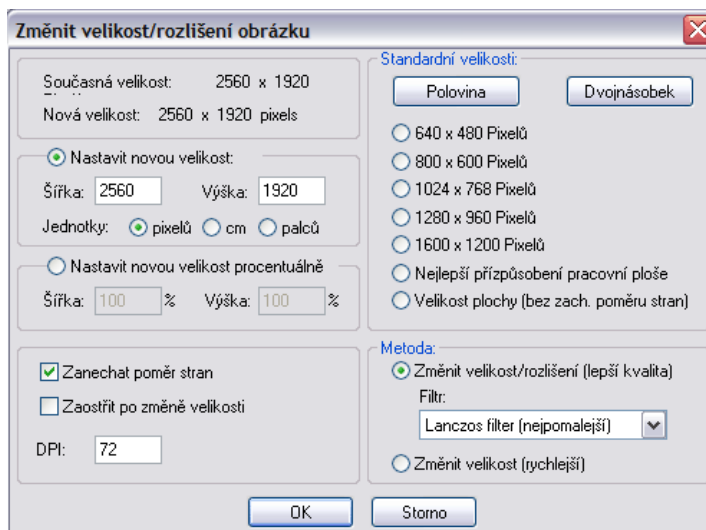 Změnit velikost/rozlišení obrázku
Současná velikost: 2560 x 1920
Nová velikost: 2560 x 1920 pixels
Nastavit novou velikost:
Šířka: 2560 Výška: 1920
Jednotky: pixelů cm palců
Nastavit novou velikost procentuálně
Šířka: 100 % Výška: 100 %
Zanechat poměr stran
Zaostřit po změně velikosti
DPI: 72
Standardní velikosti:
Polovina Dvojnásobek
640 x 480 Pixelů
800 x 600 Pixelů
1024 x 768 Pixelů
1280 x 960 Pixelů
1600 x 1200 Pixelů
Nejlepší přízpůsobení pracovní ploše
Velikost plochy (bez zach. poměru stran)
Metoda:
Změnit velikost/rozlišení (lepší kvalita)
Filtr:
Lanczos filter (nejpomalejší)
Změnit velikost (rychlejší)
OK Storno